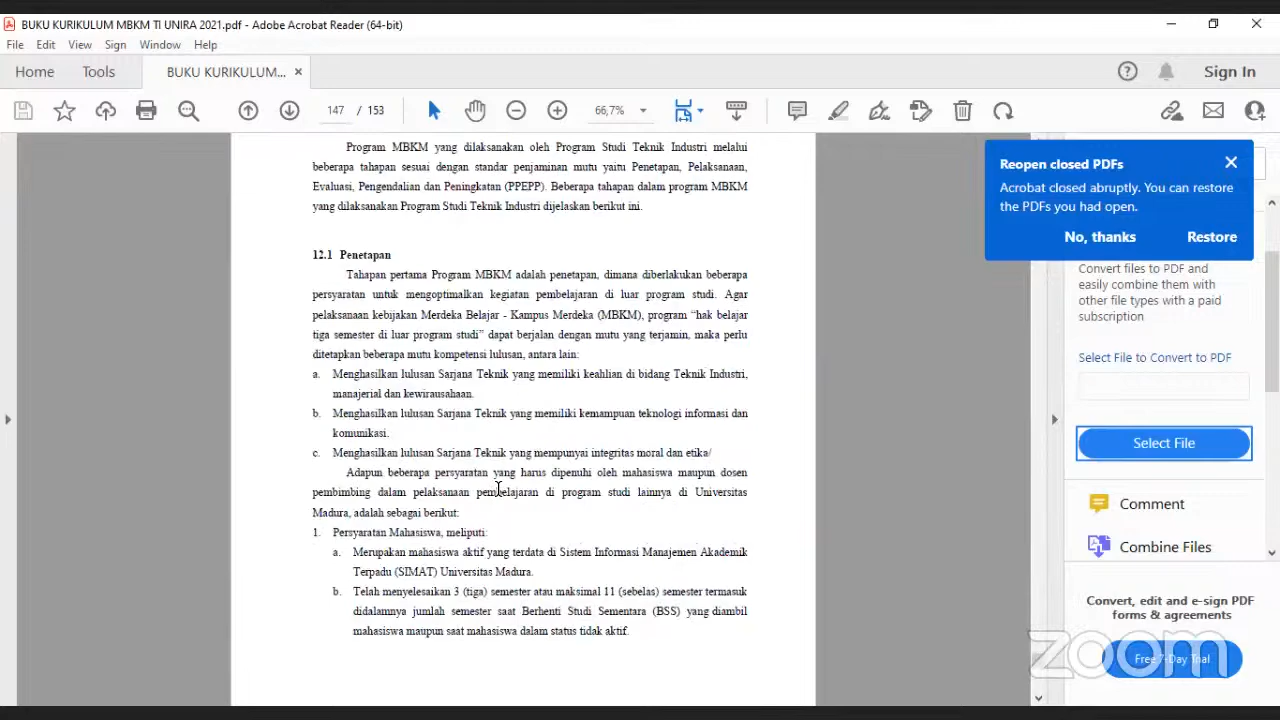 BUKU KURIKULUM MBKM TI UNIRA 2021.pdf - Adobe Acrobat Reader (64-bit)
File Edit View Sign Window Help
Home Tools BUKU KURIKULUM... × Sign In
147 / 153 66,7%
Program MBKM yang dilaksanakan oleh Program Studi Teknik Industri melalui
beberapa tahapan sesuai dengan standar penjaminan mutu yaitu Penetapan, Pelaksanaan,
Evaluasi, Pengendalian dan Peningkatan (PPEPP). Beberapa tahapan dalam program MBKM
yang dilaksanakan Program Studi Teknik Industri dijelaskan berikut ini.
12.1 Penetapan
Tahapan pertama Program MBKM adalah penetapan, dimana diberlakukan beberapa
persyaratan untuk mengoptimalkan kegiatan pembelajaran di luar program studi. Agar
pelaksanaan kebijakan Merdeka Belajar - Kampus Merdeka (MBKM), program “hak belajar
tiga semester di luar program studi” dapat berjalan dengan mutu yang terjamin, maka perlu
ditetapkan beberapa mutu kompetensi lulusan, antara lain:
a. Menghasilkan lulusan Sarjana Teknik yang memiliki keahlian di bidang Teknik Industri,
manajerial dan kewirausahaan.
b. Menghasilkan lulusan Sarjana Teknik yang memiliki kemampuan teknologi informasi dan
komunikasi.
c. Menghasilkan lulusan Sarjana Teknik yang mempunyai integritas moral dan etika/
Adapun beberapa persyaratan yang harus dipenuhi oleh mahasiswa maupun dosen
pembimbing dalam pelaksanaan pembelajaran di program studi lainnya di Universitas
Madura, adalah sebagai berikut:
1. Persyaratan Mahasiswa, meliputi:
a. Merupakan mahasiswa aktif yang terdata di Sistem Informasi Manajemen Akademik
Terpadu (SIMAT) Universitas Madura.
b. Telah menyelesaikan 3 (tiga) semester atau maksimal 11 (sebelas) semester termasuk
didalamnya jumlah semester saat Berhenti Studi Sementara (BSS) yang diambil
mahasiswa maupun saat mahasiswa dalam status tidak aktif.
Reopen closed PDFs
Acrobat closed abruptly. You can restore
the PDFs you had open.
No, thanks Restore
Convert files to PDF and
easily combine them with
other file types with a paid
subscription
Select File to Convert to PDF
Select File
Comment
Combine Files
Convert, edit and e-sign PDF
forms & agreements
Free 7-Day Trial
zoom